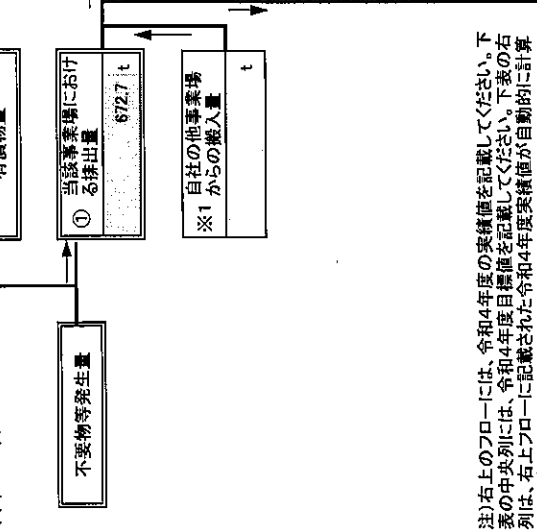 不要物等発生量
①
当該事業場におけ
る排出量
672.7 t
※1
自社の他事業場
からの搬入量
t
注)右上のフローには、令和4年度の実績値を記載してください。下
表の中央列には、令和4年度目標値を記載してください。下表の右
列は、右上フローに記載された令和4年度実績値が自動的に計算